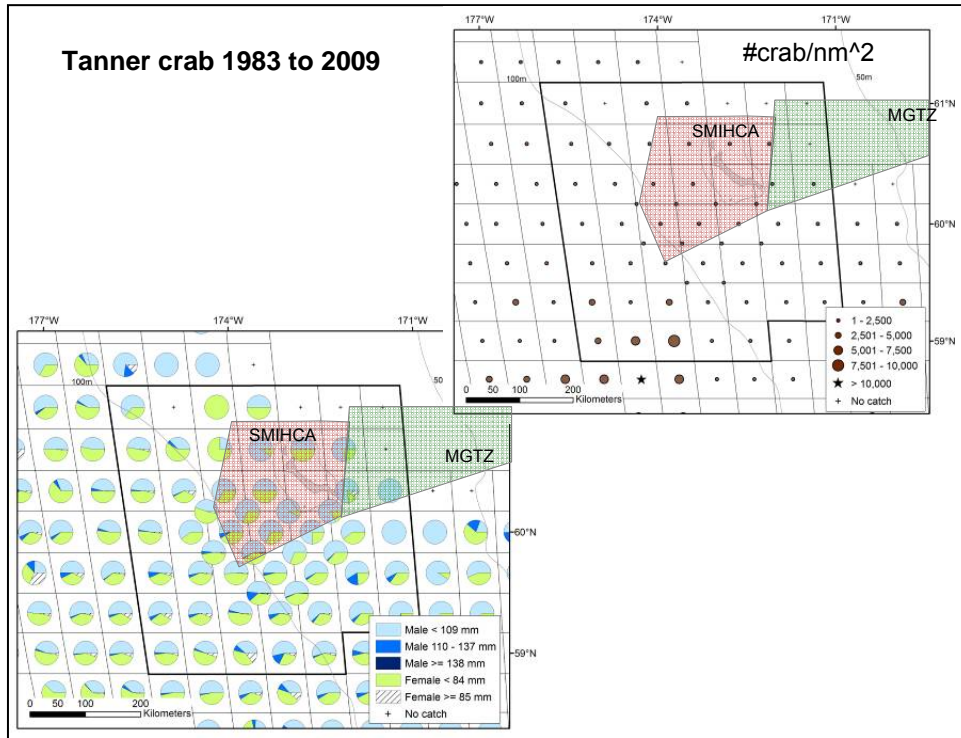 Tanner crab 1983 to 2009
177°W
174°W
171°W
#crab/nm^2
100m
50m
61°N
MGTZ
SMIHCA
60°N
1 - 2,500
2,501 - 5,000
5,001 - 7,500
7,501 - 10,000
> 10,000
No catch
59°N
0 50 100 200
Kilometers
177°W
174°W
171°W
100m
50
SMIHCA
MGTZ
60°N
Male < 109 mm
Male 110 - 137 mm
Male >= 138 mm
Female < 84 mm
Female >= 85 mm
No catch
59°N
0 50 100 200
Kilometers